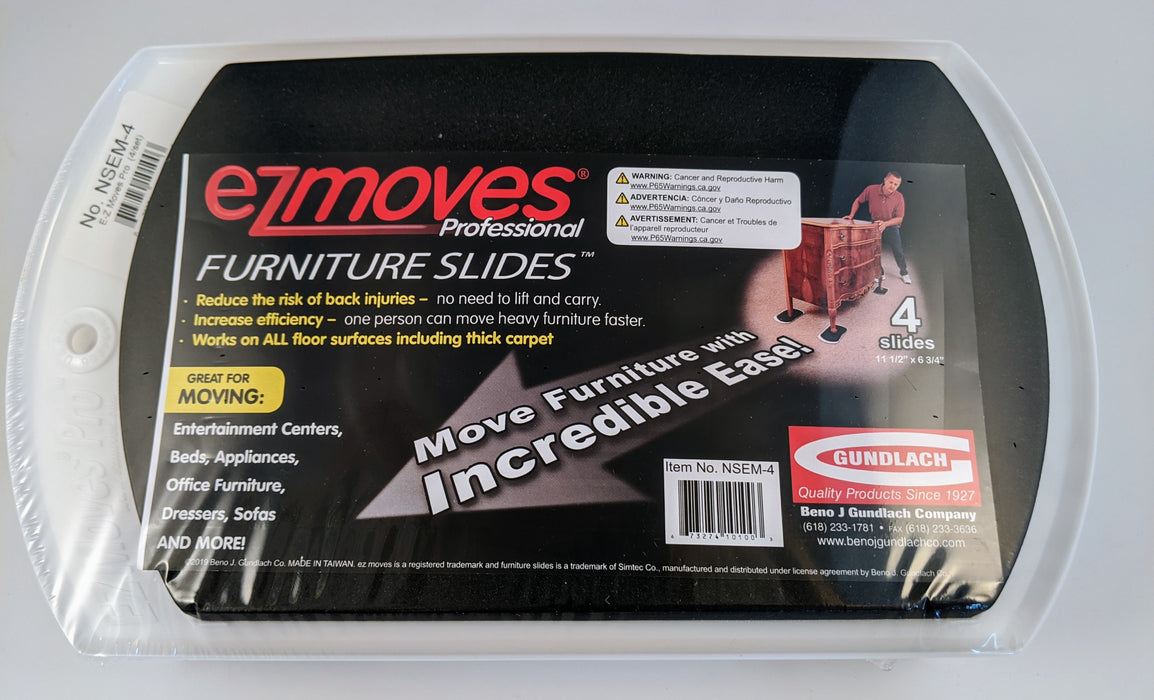 No. NSEM-4
E-Z Moves Pro (4/set)
ezmoves®
Professional
FURNITURE SLIDES™
· Reduce the risk of back injuries – no need to lift and carry.
· Increase efficiency – one person can move heavy furniture faster.
· Works on ALL floor surfaces including thick carpet
WARNING: Cancer and Reproductive Harm
www.P65Warnings.ca.gov
ADVERTENCIA: Cóncer y Daño Reproductivo
www.P65Warnings.ca.gov
AVERTISSEMENT: Cancer et Troubles de
l'appareil reproducteur
www.P65Warnings.ca.gov
4
slides
11 1/2" x 6 3/4"
GREAT FOR
MOVING:
Entertainment Centers,
Beds, Appliances,
Office Furniture,
Dressers, Sofas
AND MORE!
Move Furniture with
Incredible Ease!
Item No. NSEM-4
6 73274 10100 3
GUNDLACH
Quality Products Since 1927
Beno J Gundlach Company
(618) 233-1781 • FAX (618) 233-3636
www.benojgundlachco.com
©2019 Beno J. Gundlach Co. MADE IN TAIWAN. ez moves is a registered trademark and furniture slides is a trademark of Simtec Co., manufactured and distributed under license agreement by Beno J. Gundlach Co.